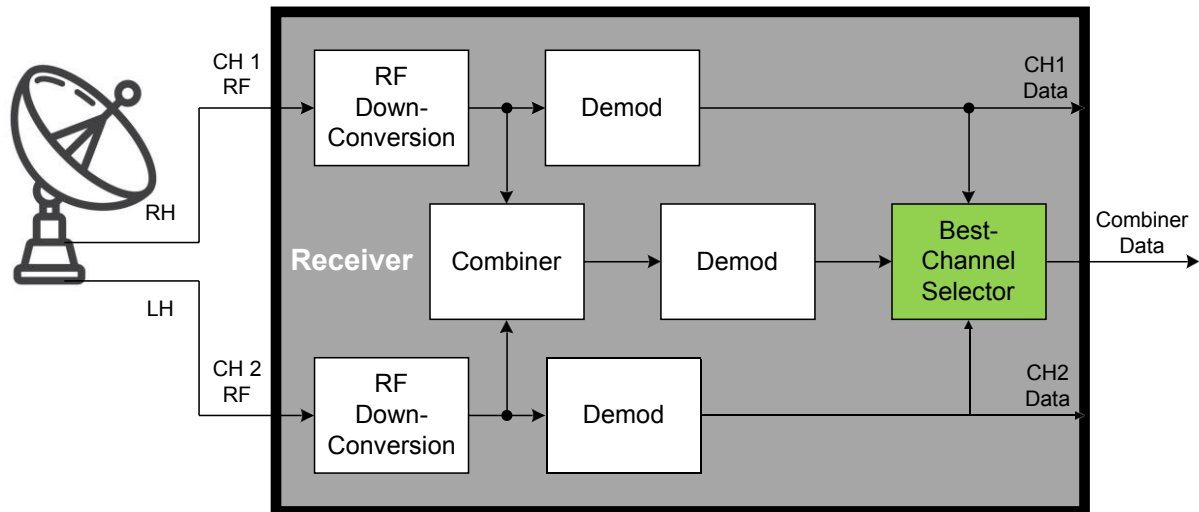 CH 1
RF
RF
Down-
Conversion
Demod
CH1
Data
RH
Receiver
Combiner
Demod
Best-
Channel
Selector
Combiner
Data
LH
CH 2
RF
RF
Down-
Conversion
Demod
CH2
Data